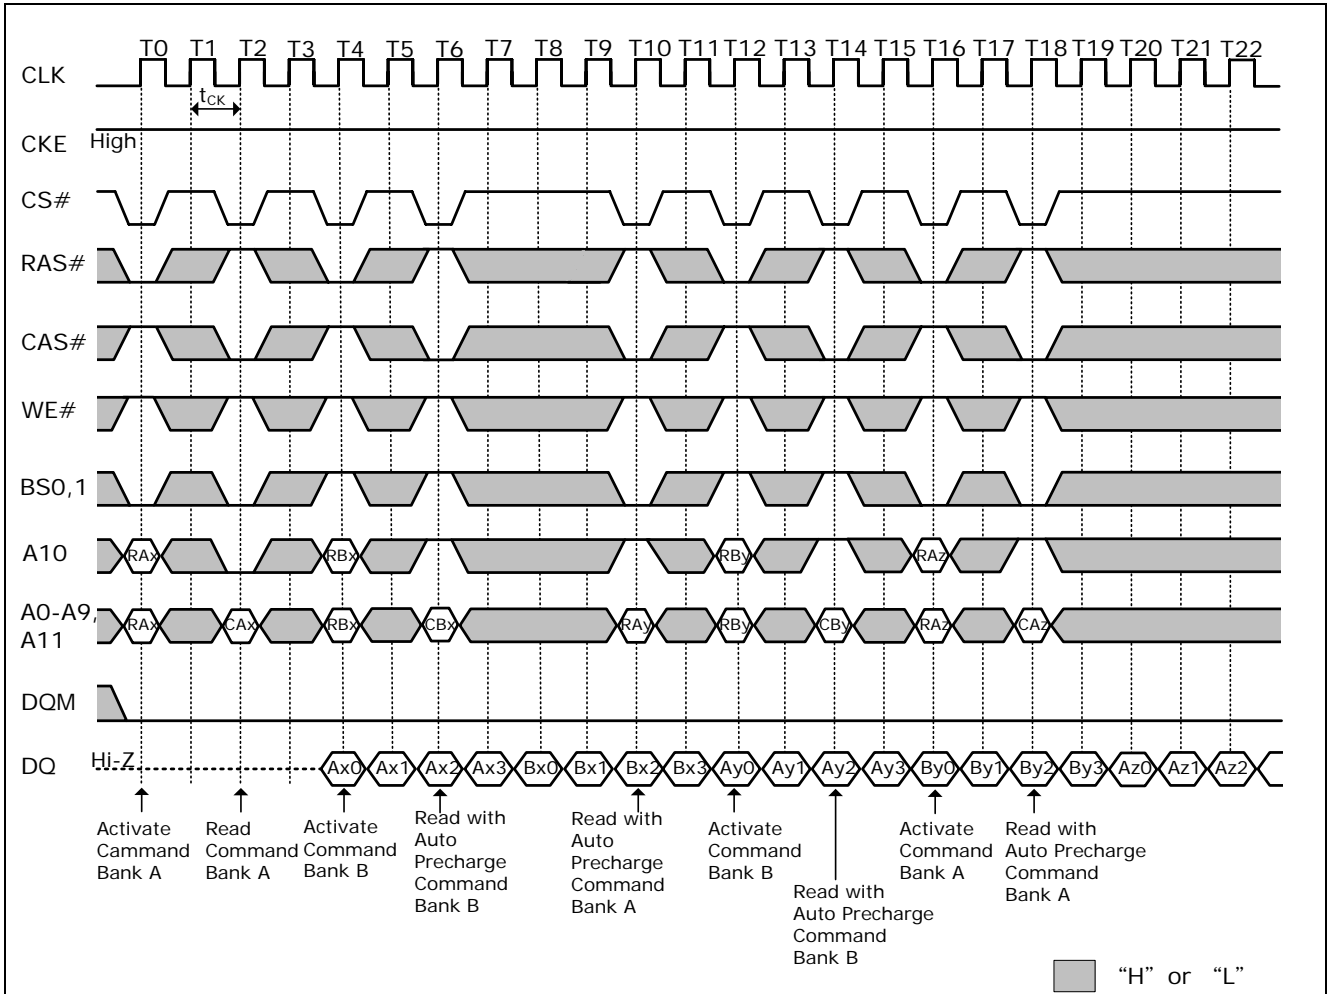 T0 T1 T2 T3 T4 T5 T6 T7 T8 T9 T10 T11 T12 T13 T14 T15 T16 T17 T18 T19 T20 T21 T22
CLK
tCK
CKE High
CS#
RAS#
CAS#
WE#
BS0,1
A10 RAx RBx RBy RAz
A0-A9,
A11
RAx CAx RBx CBx RAy RBy CBy RAz CAz
DQM
DQ Hi-Z Ax0 Ax1 Ax2 Ax3 Bx0 Bx1 Bx2 Bx3 Ay0 Ay1 Ay2 Ay3 By0 By1 By2 By3 Az0 Az1 Az2
Activate
Cammand
Bank A
Read
Command
Bank A
Activate
Command
Bank B
Read with
Auto
Precharge
Command
Bank B
Read with
Auto
Precharge
Command
Bank A
Activate
Command
Bank B
Read with
Auto Precharge
Command
Bank B
Activate
Command
Bank A
Read with
Auto Precharge
Command
Bank A
“H” or “L”